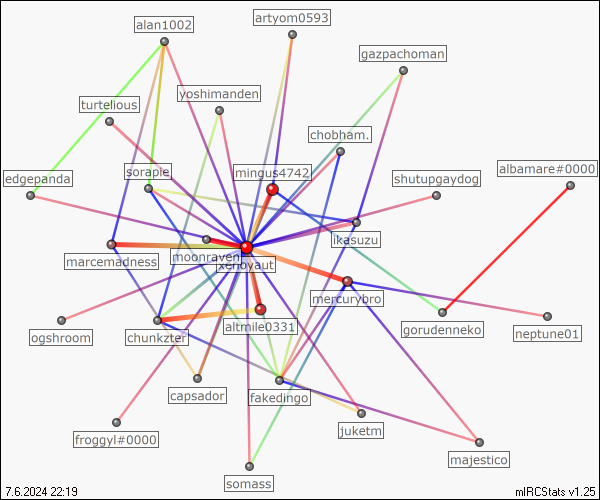 artyom0593
alan1002
gazpachoman
yoshimanden
turtelious
chobham.
albamare#0000
mingus4742
soraple
edgepanda
shutupgaydog
ikasuzu
moonraven
marcemadness
xenoyaut
mercurybro
altmile0331
gorudenneko
neptune01
ogshroom
chunkzter
capsador
fakedingo
juketm
froggyl#0000
majestico
somass
7.6.2024 22:19
mIRCStats v1.25